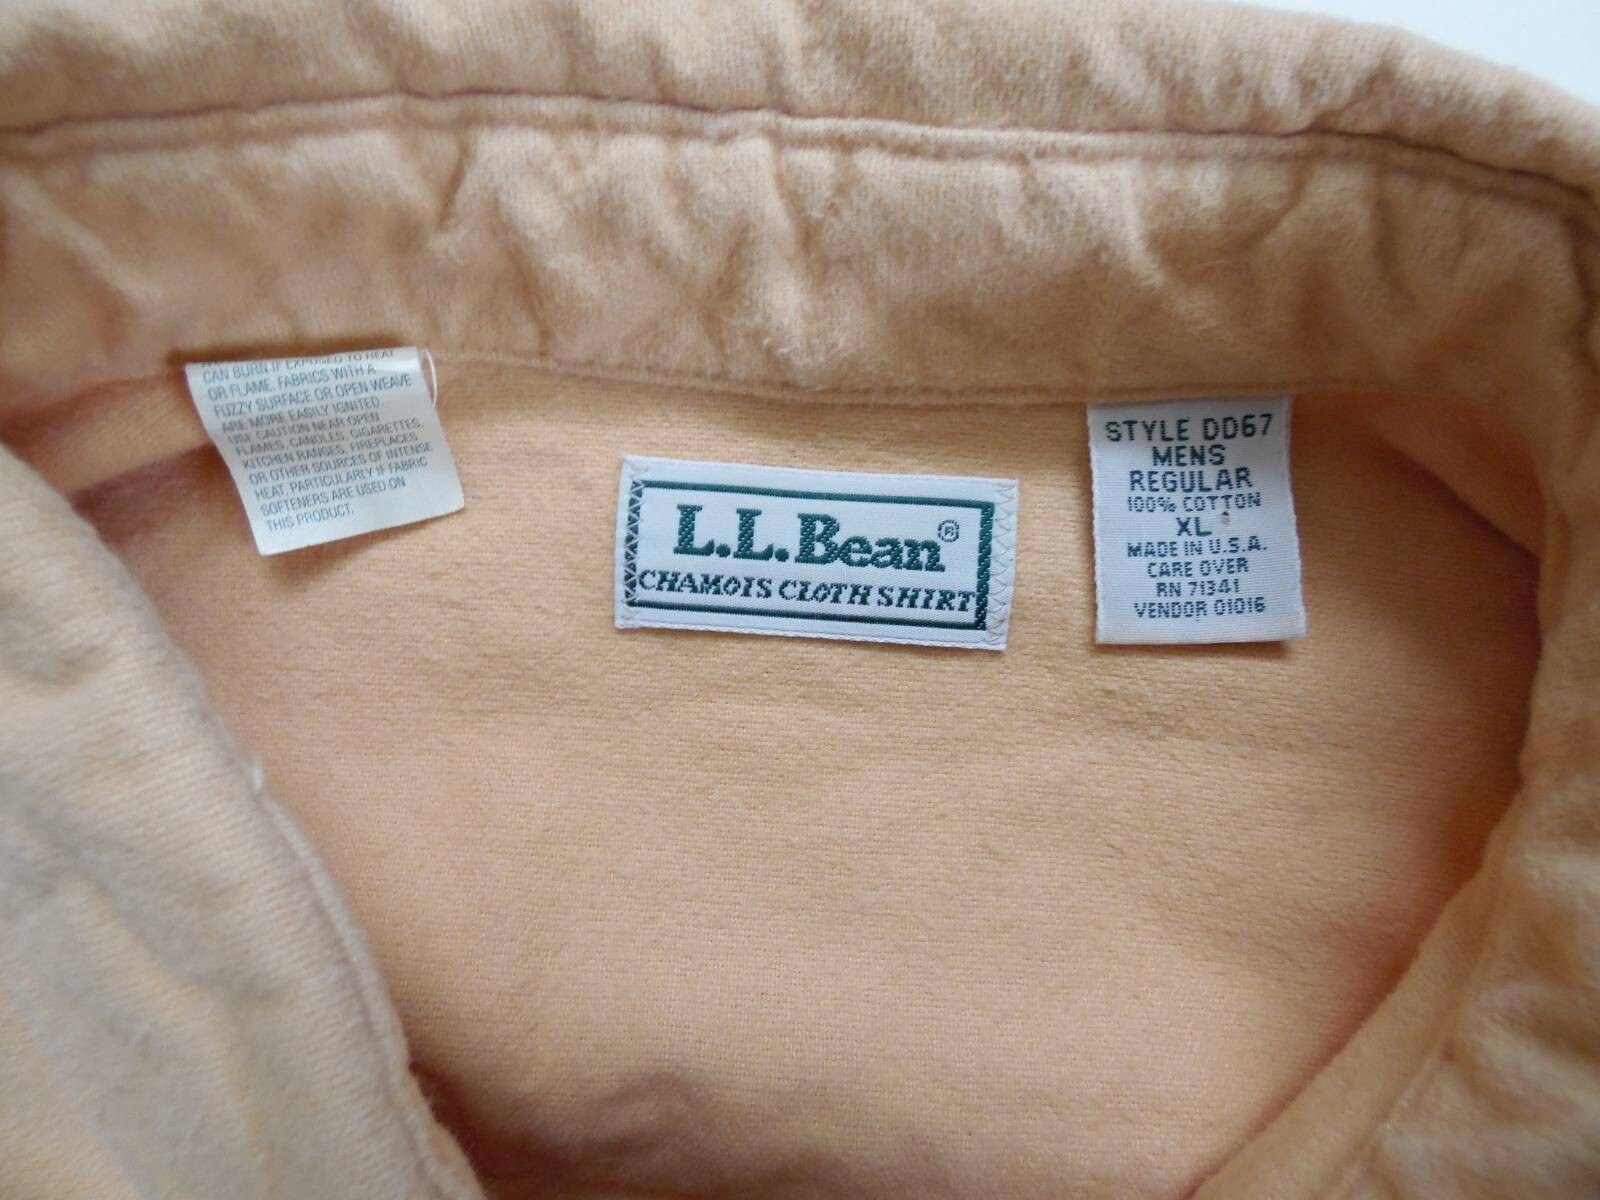 CAN BURN IF EXPOSED TO HEAT
OR FLAME. FABRICS WITH A
FUZZY SURFACE OR OPEN WEAVE
ARE MORE EASILY IGNITED
USE CAUTION NEAR OPEN
FLAMES, CANDLES, CIGARETTES,
KITCHEN RANGES, FIREPLACES
OR OTHER SOURCES OF INTENSE
HEAT, PARTICULARLY IF FABRIC
SOFTENERS ARE USED ON
THIS PRODUCT.
L.L.Bean®
CHAMOIS CLOTH SHIRT
STYLE DD67
MENS
REGULAR
100% COTTON
XL
MADE IN U.S.A.
CARE OVER
RN 71341
VENDOR 01016